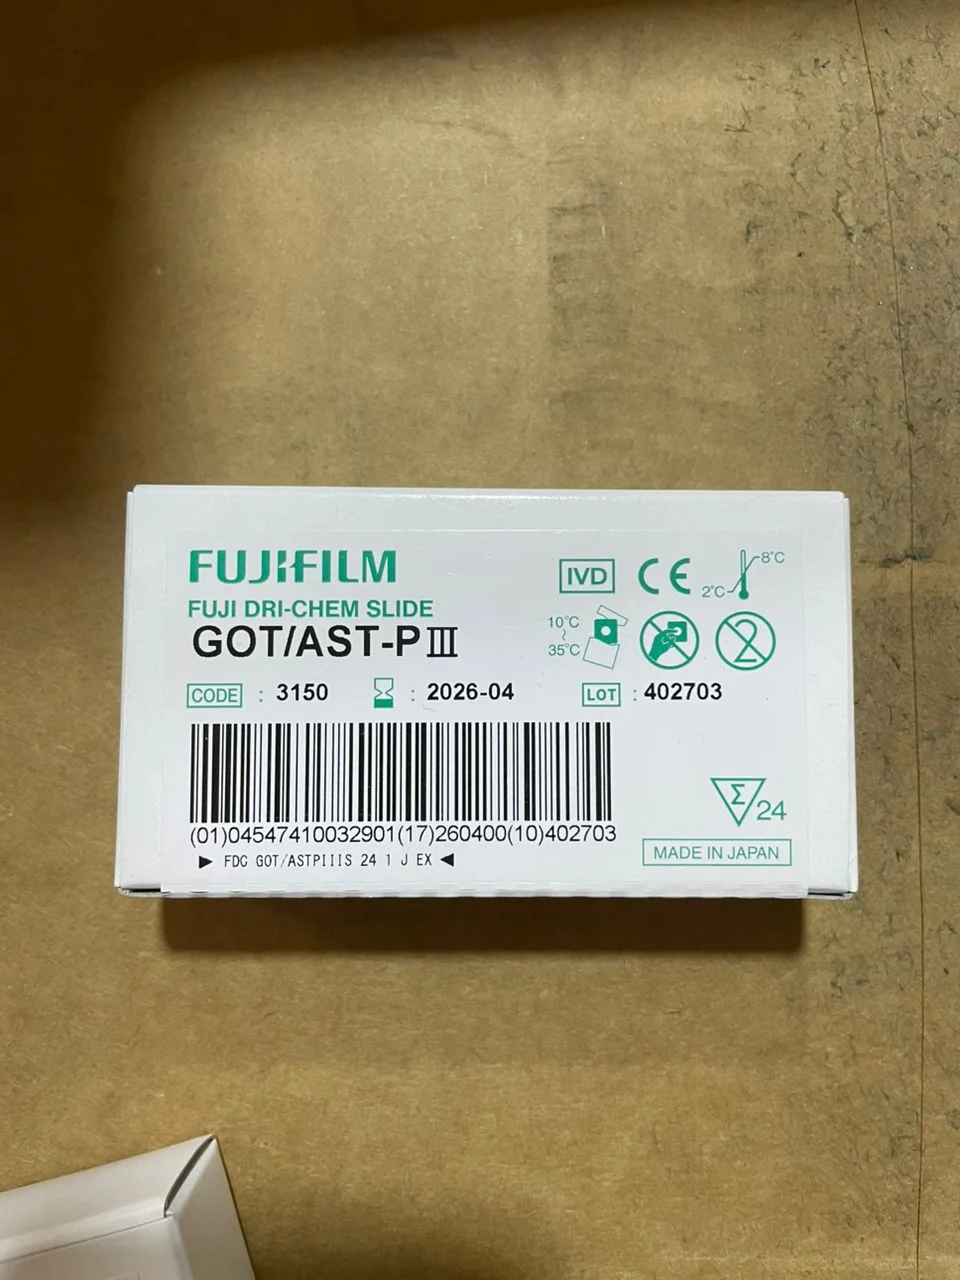 FUJIFILM
FUJI DRI-CHEM SLIDE
GOT/AST-PⅢ
IVD
CE
2℃
8℃
10℃
~
35℃
2
CODE : 3150
: 2026-04
LOT : 402703
(01)04547410032901(17)260400(10)402703
▶ FDC GOT/ASTPIIIS 24 1 J EX ◀
Σ 24
MADE IN JAPAN